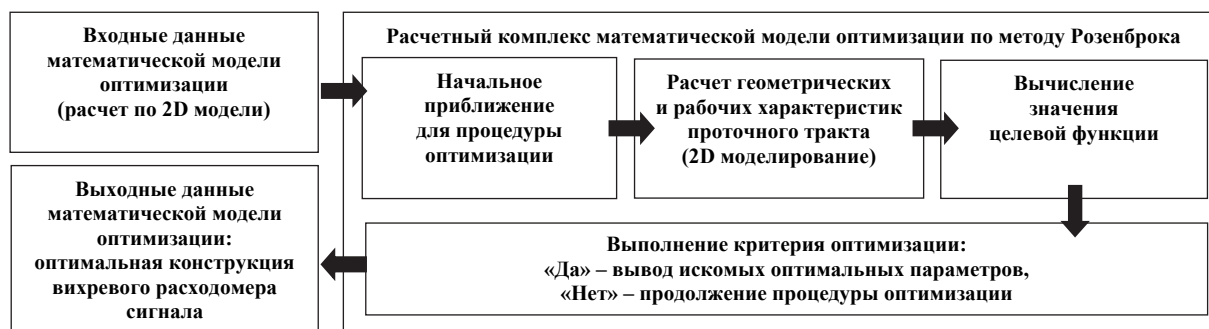 Входные данные
математической модели
оптимизации
(расчет по 2D модели)
Расчетный комплекс математической модели оптимизации по методу Розенброка
Начальное
приближение
для процедуры
оптимизации
Расчет геометрических
и рабочих характеристик
проточного тракта
(2D моделирование)
Вычисление
значения
целевой функции
Выполнение критерия оптимизации:
«Да» – вывод искомых оптимальных параметров,
«Нет» – продолжение процедуры оптимизации
Выходные данные
математической модели
оптимизации:
оптимальная конструкция
вихревого расходомера
сигнала